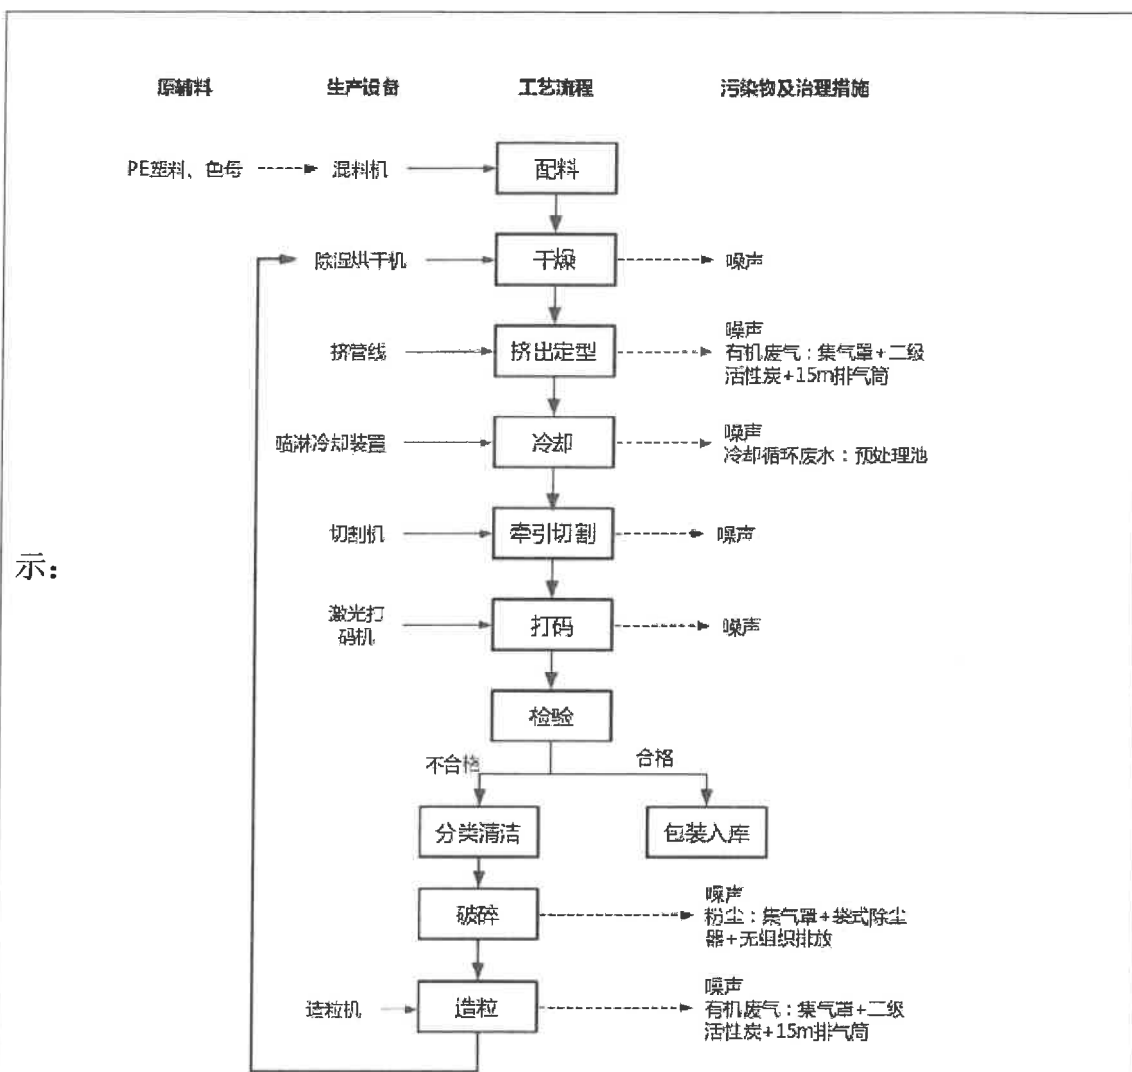 原辅料 生产设备 工艺流程 污染物及治理措施
PE塑料、色母 混料机 配料
除湿烘干机 干燥 噪声
挤管线 挤出定型 噪声
有机废气：集气罩+二级
活性炭+15m排气筒
喷淋冷却装置 冷却 噪声
冷却循环废水：预处理池
切割机 牵引切割 噪声
示：
激光打
码机 打码 噪声
检验
不合格 合格
分类清洁 包装入库
破碎 噪声
粉尘：集气罩+袋式除尘
器+无组织排放
造粒机 造粒 噪声
有机废气：集气罩+二级
活性炭+15m排气筒